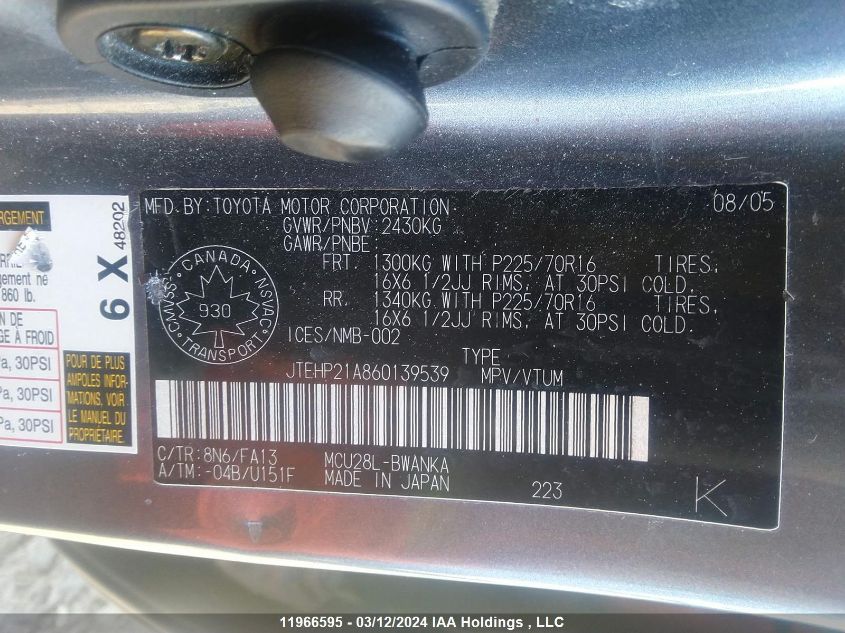 MFD. BY: TOYOTA MOTOR CORPORATION 08/05
GVWR/PNBV 2430KG
GAWR/PNBE
FRT. 1300KG WITH P225/70R16 TIRES,
16X6 1/2JJ RIMS, AT 30PSI COLD.
RR. 1340KG WITH P225/70R16 TIRES,
16X6 1/2JJ RIMS, AT 30PSI COLD.
CANADA
CMVSS NSVAC
930
TRANSPORT
ICES/NMB-002
TYPE
JTEHP21A860139539 MPV/VTUM
C/TR: 8N6/FA13 MCU28L-BWANKA
A/TM: -04B/U151F MADE IN JAPAN
223 K
ARGEMENT
gement ne
860 lb.
6 X 48202
N DE
GE À FROID
a, 30PSI
Pa, 30PSI
Pa, 30PSI
POUR DE PLUS
AMPLES INFOR-
MATIONS, VOIR
LE MANUEL DU
PROPRIÉTAIRE
11966595 - 03/12/2024 IAA Holdings , LLC